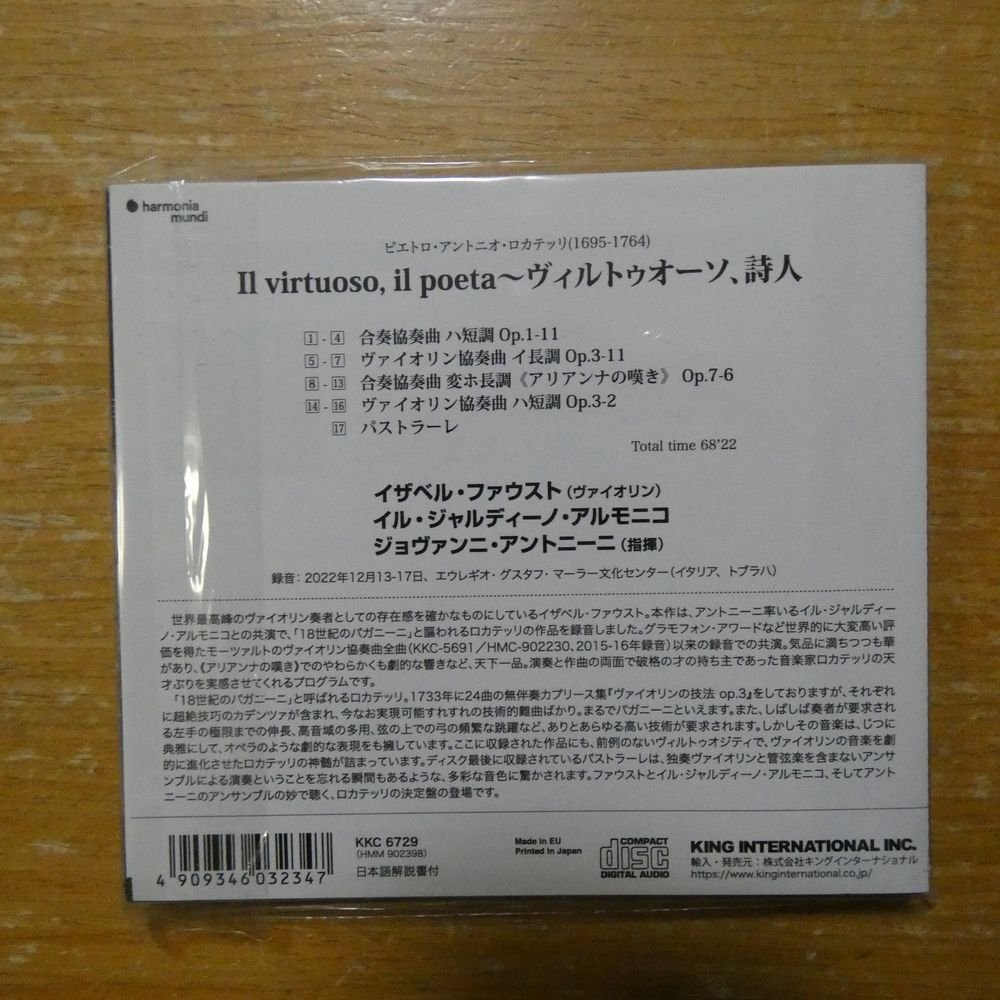 harmonia
mundi
ピエトロ・アントニオ・ロカテッリ(1695-1764)
Il virtuoso, il poeta～ヴィルトゥオーソ、詩人
1 - 4 合奏協奏曲 ハ短調 Op.1-11
5 - 7 ヴァイオリン協奏曲 イ長調 Op.3-11
8 - 13 合奏協奏曲 変ホ長調《アリアンナの嘆き》 Op.7-6
14 - 16 ヴァイオリン協奏曲 ハ短調 Op.3-2
17 パストラーレ
Total time 68'22
イザベル・ファウスト（ヴァイオリン）
イル・ジャルディーノ・アルモニコ
ジョヴァンニ・アントニーニ（指揮）
録音：2022年12月13-17日、エウレギオ・グスタフ・マーラー文化センター（イタリア、トブラハ）
世界最高峰のヴァイオリン奏者としての存在感を確かなものにしているイザベル・ファウスト。本作は、アントニーニ率いるイル・ジャルディー
ノ・アルモニコとの共演で、「18世紀のパガニーニ」と謳われるロカテッリの作品を録音しました。グラモフォン・アワードなど世界的に大変高い評
価を得たモーツァルトのヴァイオリン協奏曲全曲(KKC-5691／HMC-902230、2015-16年録音)以来の録音での共演。気品に満ちつつも華
があり、《アリアンナの嘆き》でのやわらかくも劇的な響きなど、天下一品。演奏と作曲の両面で破格の才の持ち主であった音楽家ロカテッリの天
才ぶりを実感させてくれるプログラムです。
「18世紀のパガニーニ」と呼ばれるロカテッリ。1733年に24曲の無伴奏カプリース集『ヴァイオリンの技法 op.3』をしておりますが、それぞれ
に超絶技巧のカデンツァが含まれ、今なお実現可能すれすれの技術的難曲ばかり。まるでパガニーニといえます。また、しばしば奏者が要求され
る左手の極限までの伸長、高音域の多用、弦の上での弓の頻繁な跳躍など、ありとあらゆる高い技術が要求されます。しかしその音楽は、じつに
典雅にして、オペラのような劇的な表現をも擁しています。ここに収録された作品にも、前例のないヴィルトゥオジティで、ヴァイオリンの音楽を劇
的に進化させたロカテッリの神髄が詰まっています。ディスク最後に収録されているパストラーレは、独奏ヴァイオリンと管弦楽を含まないアン
サンブルによる演奏ということを忘れる瞬間もあるような、多彩な音色に驚かされます。ファウストとイル・ジャルディーノ・アルモニコ、そしてアント
ニーニのアンサンブルの妙で聴く、ロカテッリの決定盤の登場です。
4 909346 032347
KKC 6729
(HMM 902398)
日本語解説書付
Made in EU
Printed in Japan
COMPACT
disc
DIGITAL AUDIO
KING INTERNATIONAL INC.
輸入・発売元：株式会社キングインターナショナル
https://www.kinginternational.co.jp/